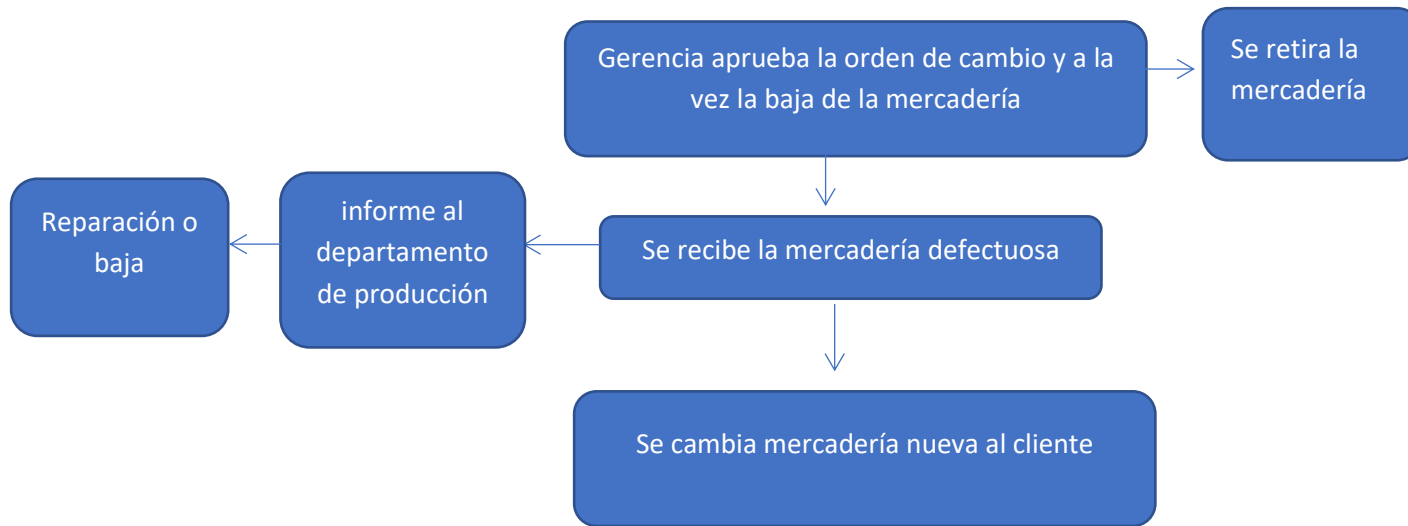 Gerencia aprueba la orden de cambio y a la
vez la baja de la mercadería
Se retira la
mercadería
Reparación o
baja
informe al
departamento
de producción
Se recibe la mercadería defectuosa
Se cambia mercadería nueva al cliente